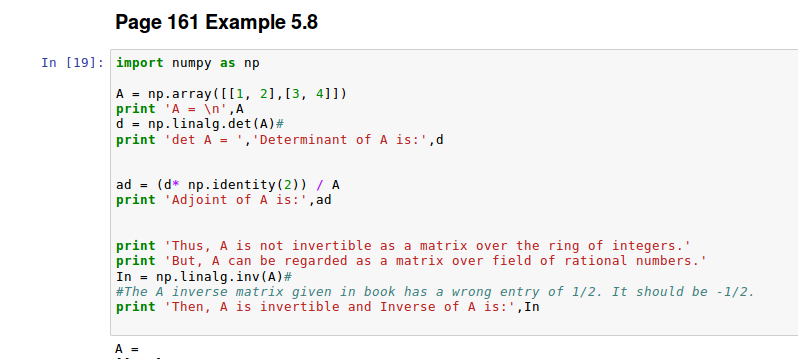 Page 161 Example 5.8
In [19]: import numpy as np
A = np.array([[1, 2],[3, 4]])
print 'A = \n',A
d = np.linalg.det(A)#
print 'det A = ','Determinant of A is:',d
ad = (d* np.identity(2)) / A
print 'Adjoint of A is:',ad
print 'Thus, A is not invertible as a matrix over the ring of integers.'
print 'But, A can be regarded as a matrix over field of rational numbers.'
In = np.linalg.inv(A)#
#The A inverse matrix given in book has a wrong entry of 1/2. It should be -1/2.
print 'Then, A is invertible and Inverse of A is:',In
A =